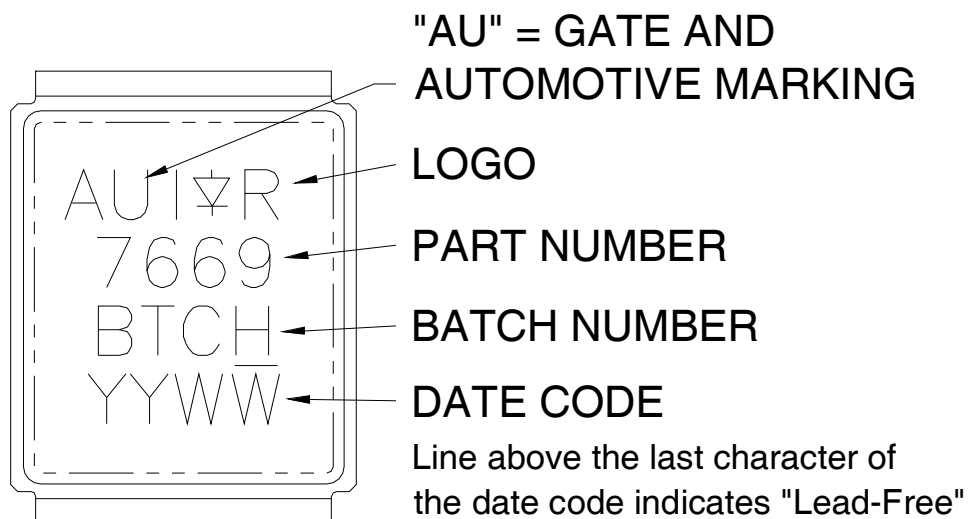 "AU" = GATE AND
AUTOMOTIVE MARKING
AUI R
LOGO
7669
PART NUMBER
BTCH
BATCH NUMBER
YYWW
DATE CODE
Line above the last character of
the date code indicates "Lead-Free"